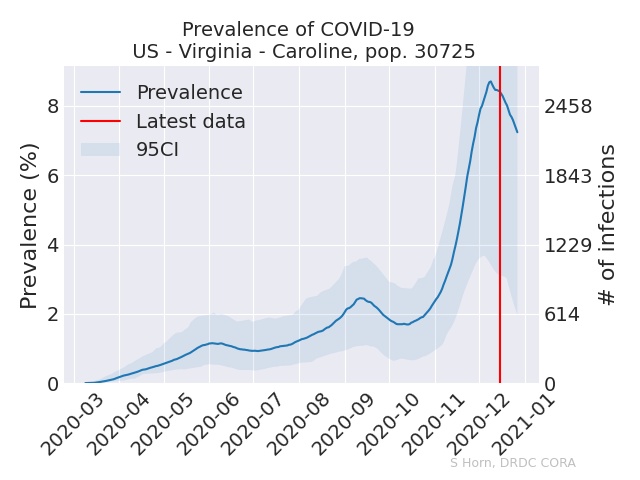 Prevalence of COVID-19
US - Virginia - Caroline, pop. 30725
Prevalence
Latest data
95CI
Prevalence (%)
8
6
4
2
0
2458
1843
1229
614
0
# of infections
2020-03
2020-04
2020-05
2020-06
2020-07
2020-08
2020-09
2020-10
2020-11
2020-12
2021-01
S Horn, DRDC CORA